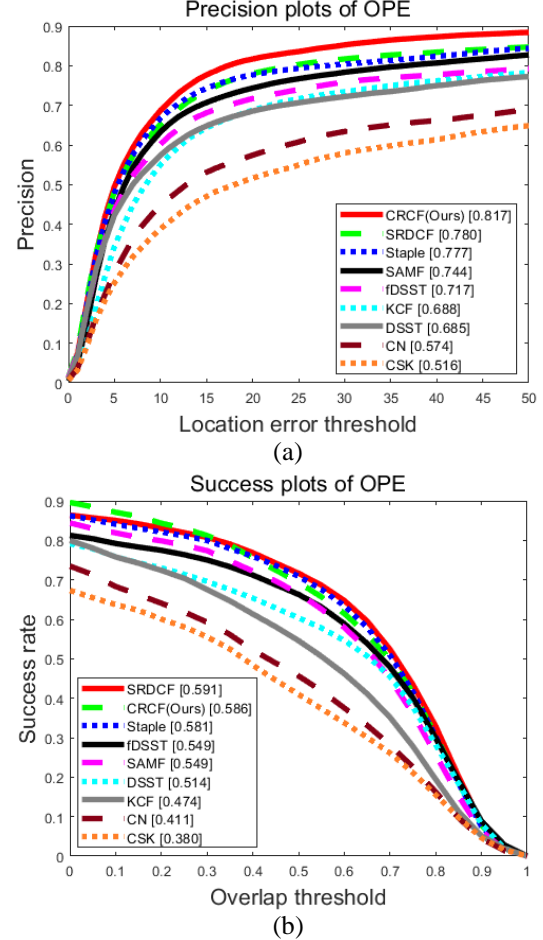 Precision plots of OPE
0.9
0.8
0.7
0.6
0.5
0.4
0.3
0.2
0.1
0
Precision
CRCF(Ours) [0.817]
SRDCF [0.780]
Staple [0.777]
SAMF [0.744]
fDSST [0.717]
KCF [0.688]
DSST [0.685]
CN [0.574]
CSK [0.516]
0 5 10 15 20 25 30 35 40 45 50
Location error threshold
(a)
Success plots of OPE
0.9
0.8
0.7
0.6
0.5
0.4
0.3
0.2
0.1
0
Success rate
SRDCF [0.591]
CRCF(Ours) [0.586]
Staple [0.581]
fDSST [0.549]
SAMF [0.549]
DSST [0.514]
KCF [0.474]
CN [0.411]
CSK [0.380]
0 0.1 0.2 0.3 0.4 0.5 0.6 0.7 0.8 0.9 1
Overlap threshold
(b)